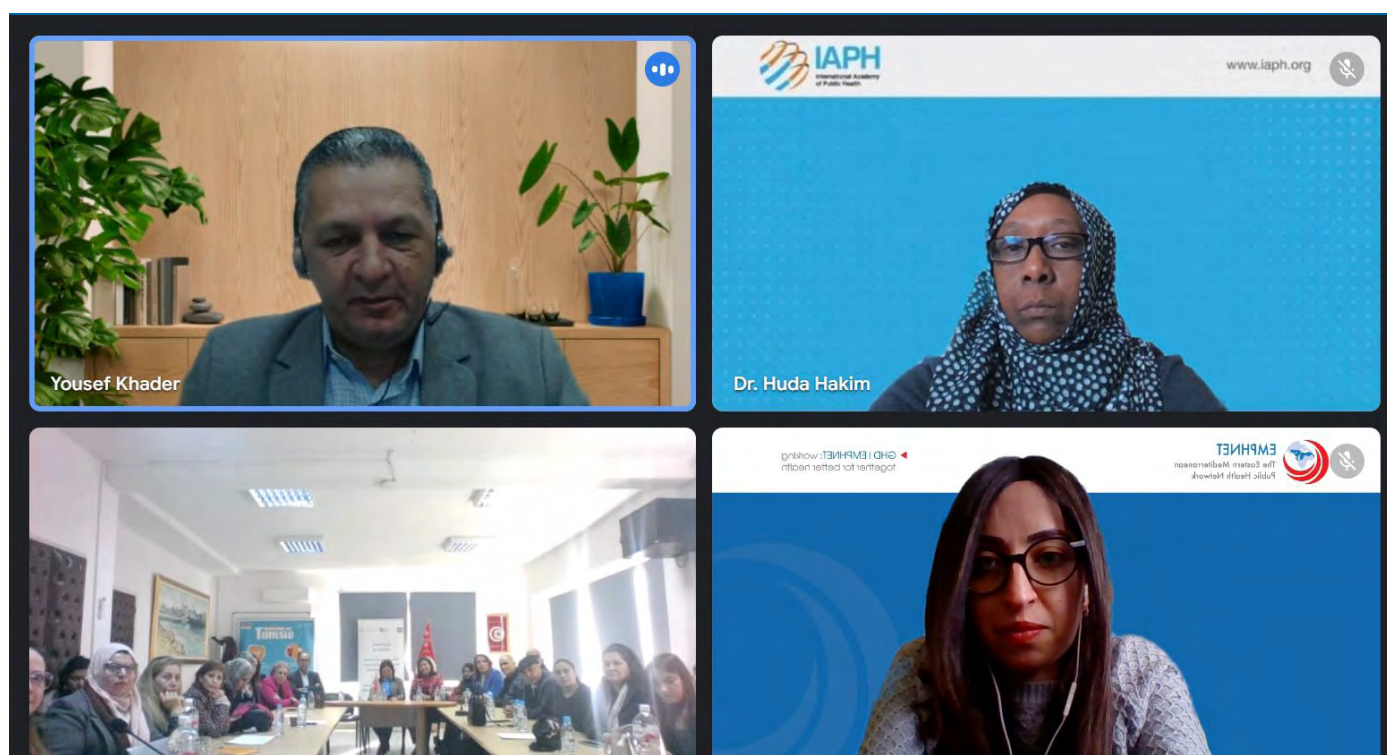 IAPH
International Academy
of Public Health
www.iaph.org
Yousef Khader
Dr. Huda Hakim
GHD I EMPHNET: working
together for better health
EMPHNET
The Eastern Mediterranean
Public Health Network
Tunisie